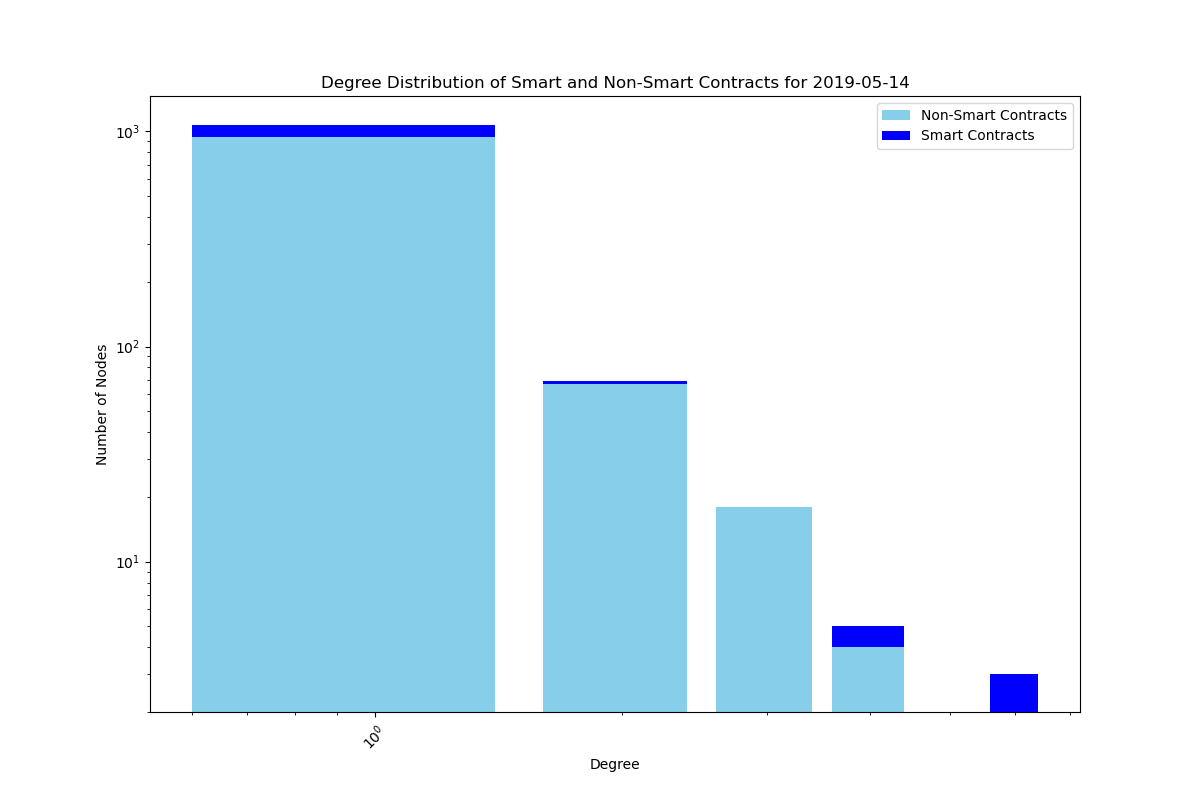 Degree Distribution of Smart and Non-Smart Contracts for 2019-05-14
Non-Smart Contracts
Smart Contracts
Number of Nodes
10³
10²
10¹
10⁰
Degree